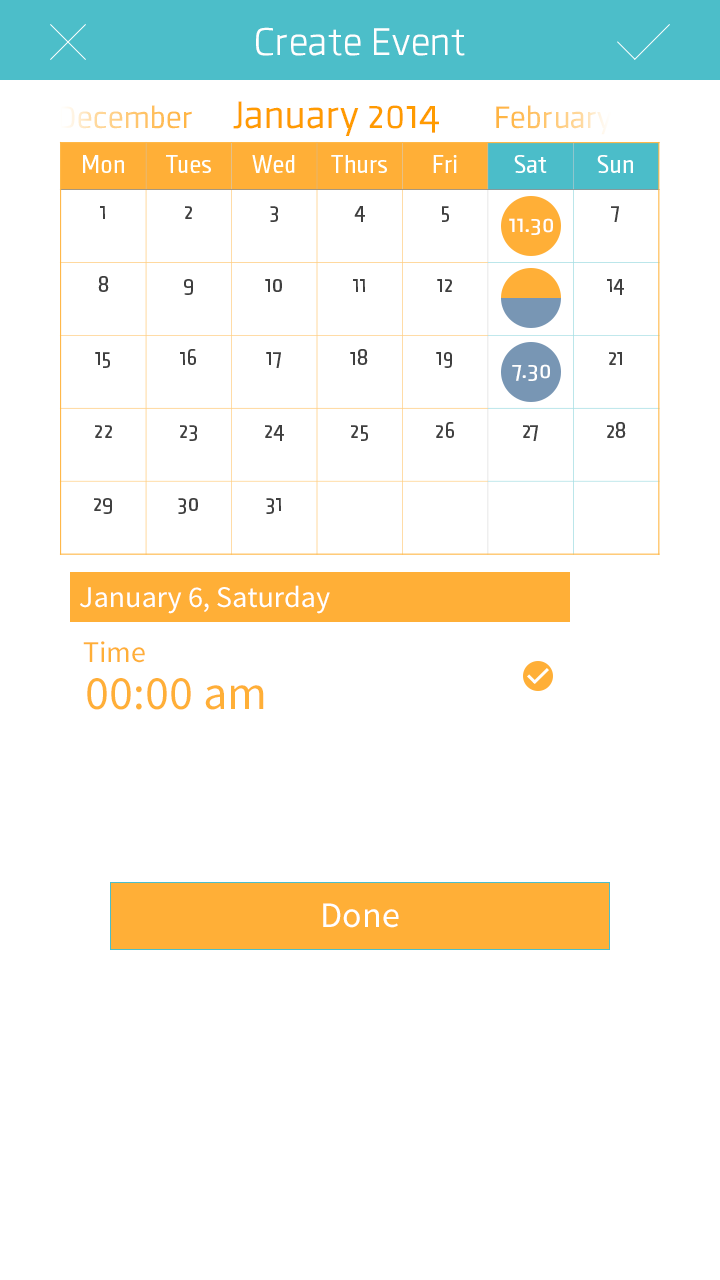 Create Event
December January 2014 February
Mon Tues Wed Thurs Fri Sat Sun
1 2 3 4 5 11.30 7
8 9 10 11 12 14
15 16 17 18 19 7.30 21
22 23 24 25 26 27 28
29 30 31
January 6, Saturday
Time
00:00 am
Done